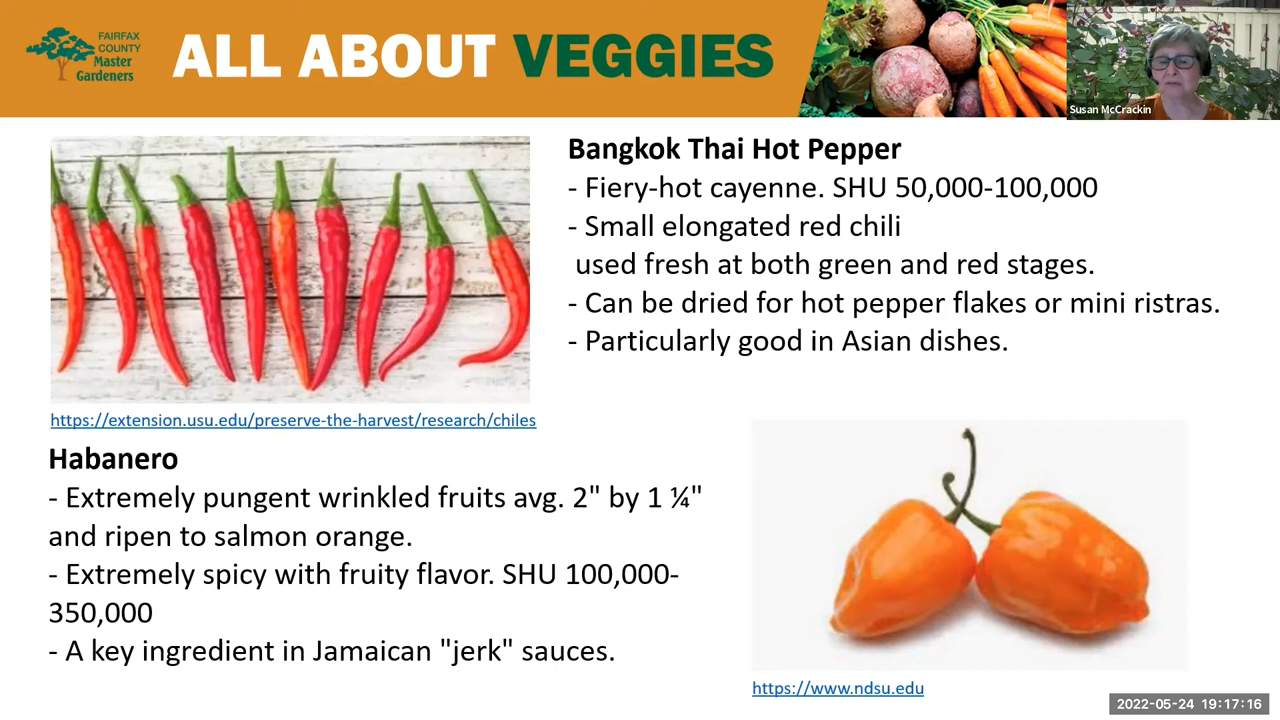 FAIRFAX
COUNTY
Master
Gardeners
ALL ABOUT VEGGIES
Susan McCrackin
Bangkok Thai Hot Pepper
- Fiery-hot cayenne. SHU 50,000-100,000
- Small elongated red chili
used fresh at both green and red stages.
- Can be dried for hot pepper flakes or mini ristras.
- Particularly good in Asian dishes.
https://extension.usu.edu/preserve-the-harvest/research/chiles
Habanero
- Extremely pungent wrinkled fruits avg. 2" by 1 ¼"
and ripen to salmon orange.
- Extremely spicy with fruity flavor. SHU 100,000-
350,000
- A key ingredient in Jamaican "jerk" sauces.
https://www.ndsu.edu
2022-05-24 19:17:16